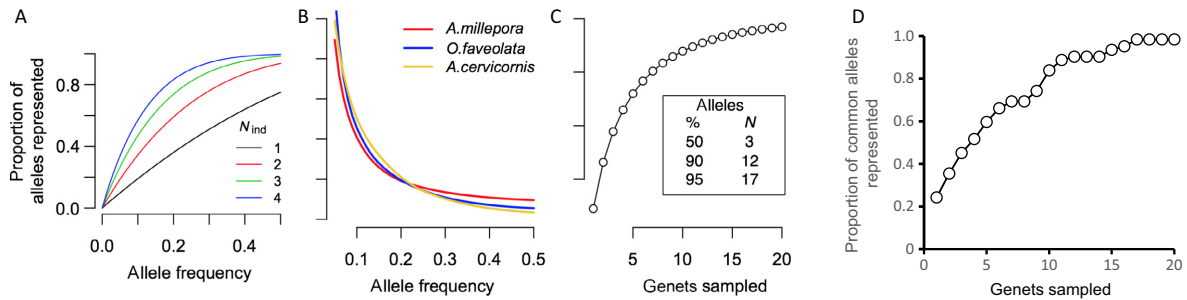 A
Proportion of
alleles represented
0.8
0.4
0.0
N ind
1
2
3
4
0.0 0.2 0.4
Allele frequency
B
A.millepora
O.faveolata
A.cervicornis
0.1 0.2 0.3 0.4 0.5
Allele frequency
C
Alleles
% N
50 3
90 12
95 17
5 10 15 20
Genets sampled
D
Proportion of common alleles
represented
1.0
0.8
0.6
0.4
0.2
0
0 5 10 15 20
Genets sampled